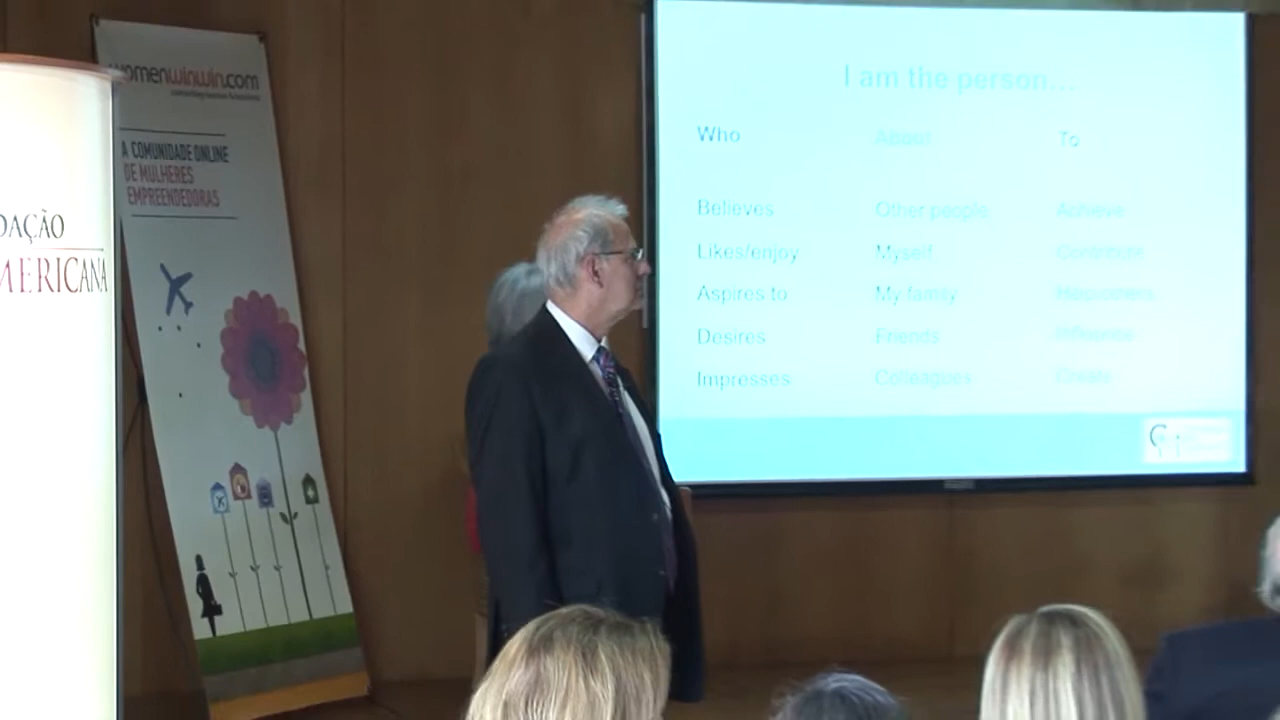 womenwinwin.com
A COMUNIDADE ONLINE
DE MULHERES
EMPREENDEDORAS
DAÇÃO
MERICANA
I am the person...
Who About To
Believes Other people Achieve
Likes/enjoy Myself Contribute
Aspires to My family
Desires Friends Influence
Impresses Colleagues Create